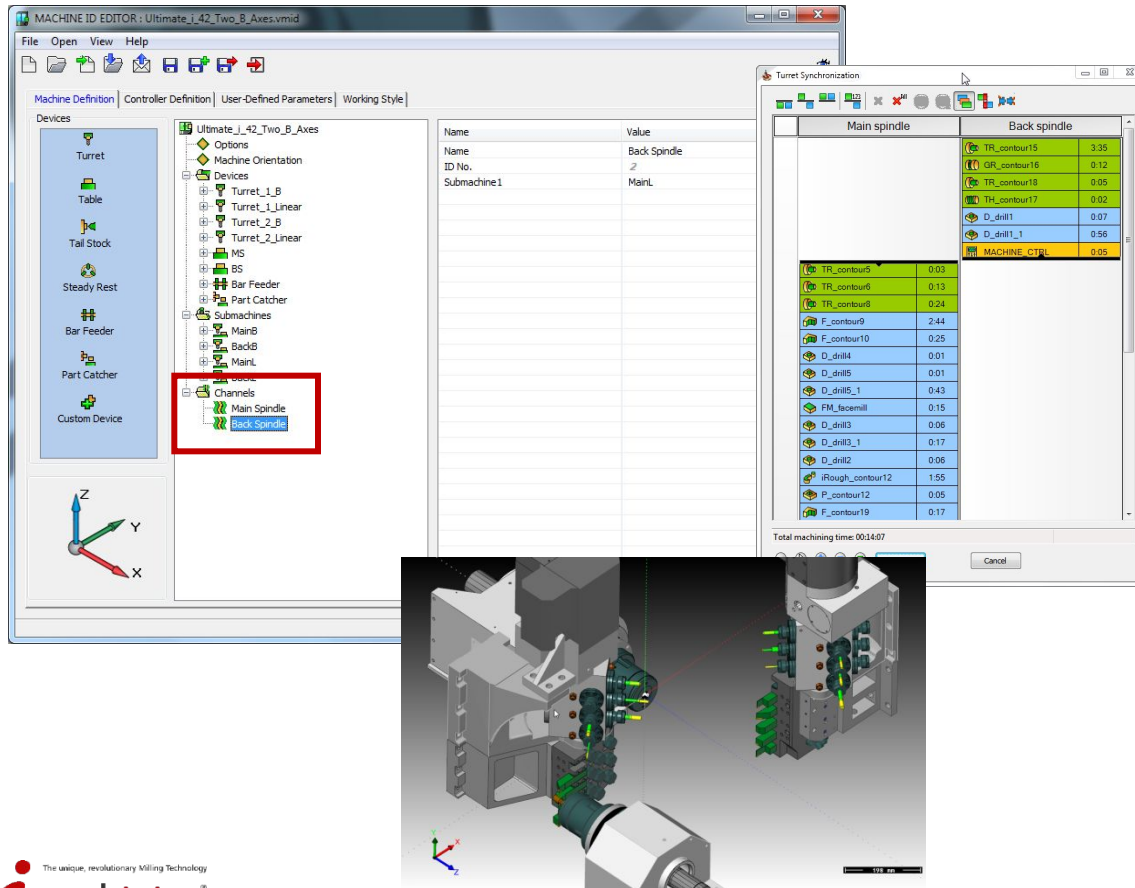 MACHINE ID EDITOR : Ultimate_i_42_Two_B_Axes.vmid
File Open View Help
Machine Definition Controller Definition User-Defined Parameters Working Style
Devices
Turret
Table
Tail Stock
Steady Rest
Bar Feeder
Part Catcher
Custom Device
Z
Y
X
Ultimate_i_42_Two_B_Axes
Options
Machine Orientation
Devices
Turret_1_B
Turret_1_Linear
Turret_2_B
Turret_2_Linear
MS
BS
Bar Feeder
Part Catcher
Submachines
MainB
BackB
MainL
Channels
Main Spindle
Back Spindle
Name Value
Name Back Spindle
ID No. 2
Submachine1 MainL
Turret Synchronization
Main spindle Back spindle
TR_contour15 3:35
GR_contour16 0:12
TR_contour18 0:05
TH_contour17 0:02
D_drill1 0:07
D_drill1_1 0:56
MACHINE_CTRL 0:05
TR_contour5 0:03
TR_contour6 0:13
TR_contour8 0:24
F_contour9 2:44
F_contour10 0:25
D_drill4 0:01
D_drill5 0:01
D_drill5_1 0:43
FM_facemill 0:15
D_drill3 0:06
D_drill3_1 0:17
D_drill2 0:06
iRough_contour12 1:55
P_contour12 0:05
F_contour19 0:17
Total machining time: 00:14:07
Cancel
Y
X
Z
198 mm
The unique, revolutionary Milling Technology